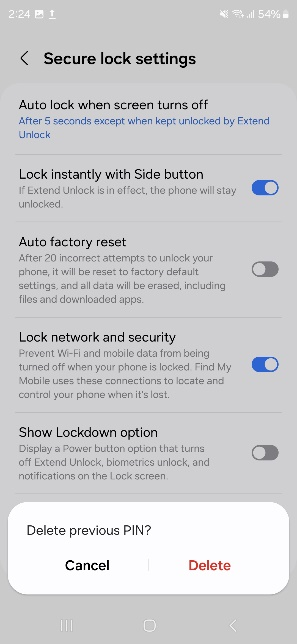 2:24
54%
Secure lock settings
Auto lock when screen turns off
After 5 seconds except when kept unlocked by Extend
Unlock
Lock instantly with Side button
If Extend Unlock is in effect, the phone will stay
unlocked.
Auto factory reset
After 20 incorrect attempts to unlock your
phone, it will be reset to factory default
settings, and all data will be erased, including
files and downloaded apps.
Lock network and security
Prevent Wi-Fi and mobile data from being
turned off when your phone is locked. Find My
Mobile uses these connections to locate and
control your phone when it's lost.
Show Lockdown option
Display a Power button option that turns
off Extend Unlock, biometrics unlock, and
notifications on the Lock screen.
Delete previous PIN?
Cancel
Delete